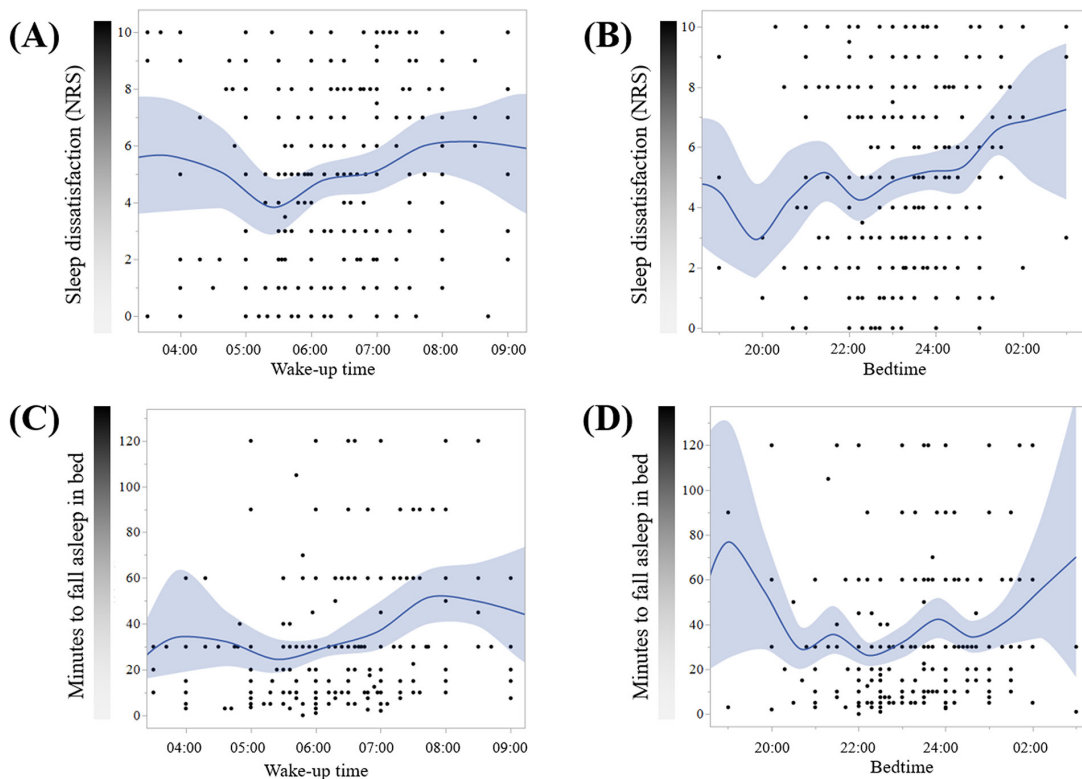 (A)
Sleep dissatisfaction (NRS)
10
8
6
4
2
0
04:00 05:00 06:00 07:00 08:00 09:00
Wake-up time
(B)
Sleep dissatisfaction (NRS)
10
8
6
4
2
0
20:00 22:00 24:00 02:00
Bedtime
(C)
Minutes to fall asleep in bed
120
100
80
60
40
20
0
04:00 05:00 06:00 07:00 08:00 09:00
Wake-up time
(D)
Minutes to fall asleep in bed
120
100
80
60
40
20
0
20:00 22:00 24:00 02:00
Bedtime